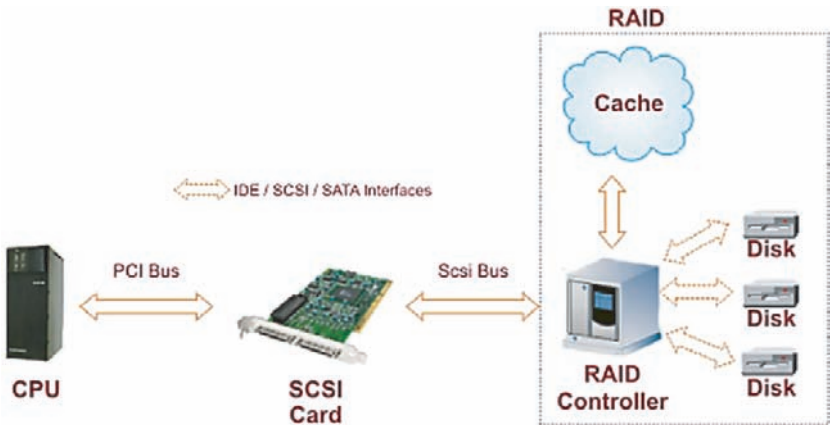 RAID
Cache
IDE / SCSI / SATA Interfaces
PCI Bus
Scsi Bus
Disk
Disk
Disk
CPU
SCSI
Card
RAID
Controller